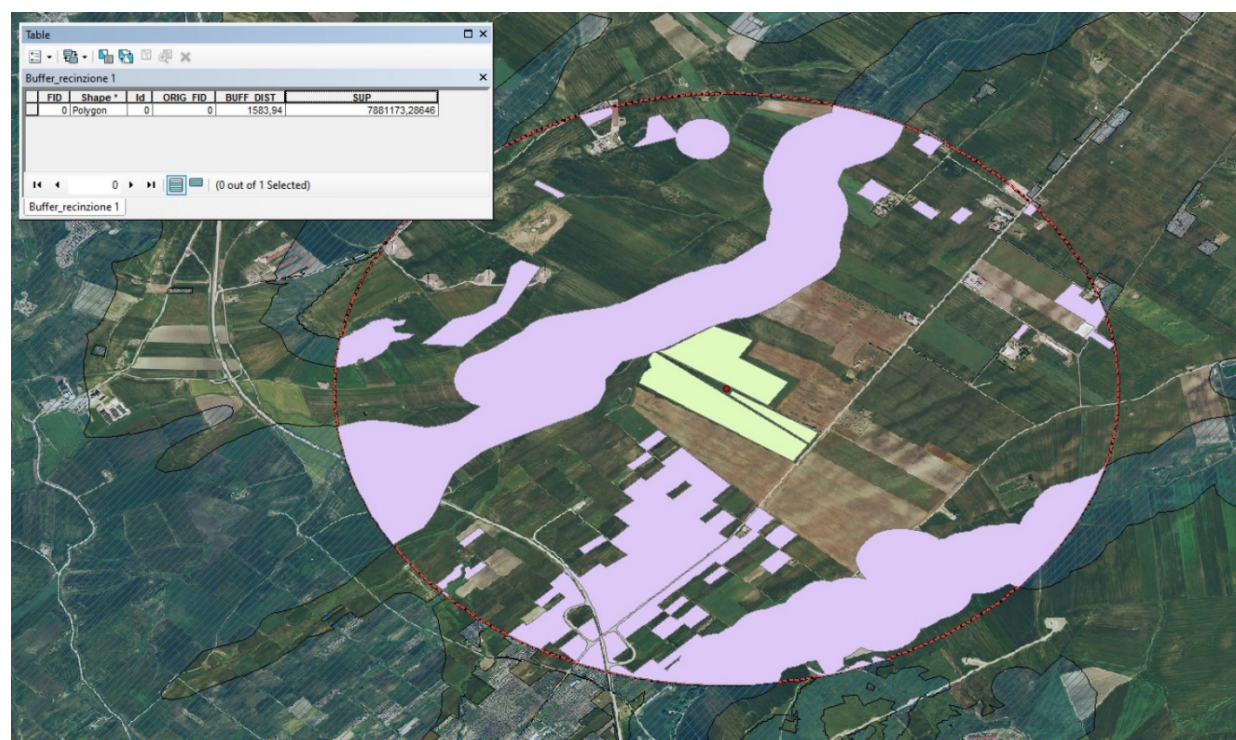 Table
Buffer_recinzione 1
FID Shape * Id ORIG_FID BUFF_DIST SUP
0 Polygon 0 0 1583,94 7881173,28646
0 (0 out of 1 Selected)
Buffer_recinzione 1